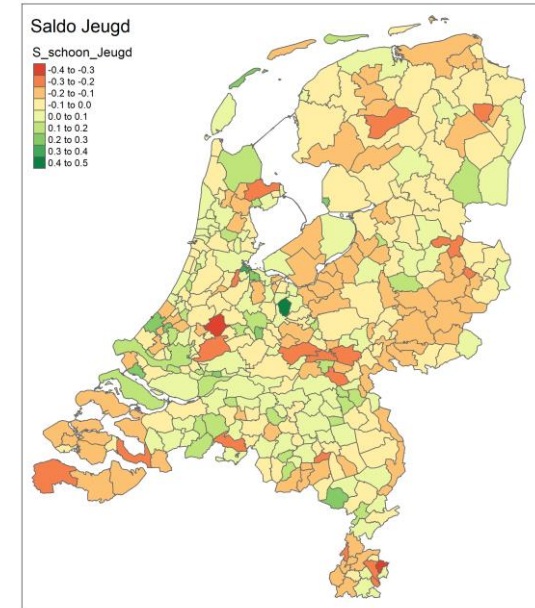 Saldo Jeugd
S_schoon_Jeugd
-0.4 to -0.3
-0.3 to -0.2
-0.2 to -0.1
-0.1 to 0.0
0.0 to 0.1
0.1 to 0.2
0.2 to 0.3
0.3 to 0.4
0.4 to 0.5